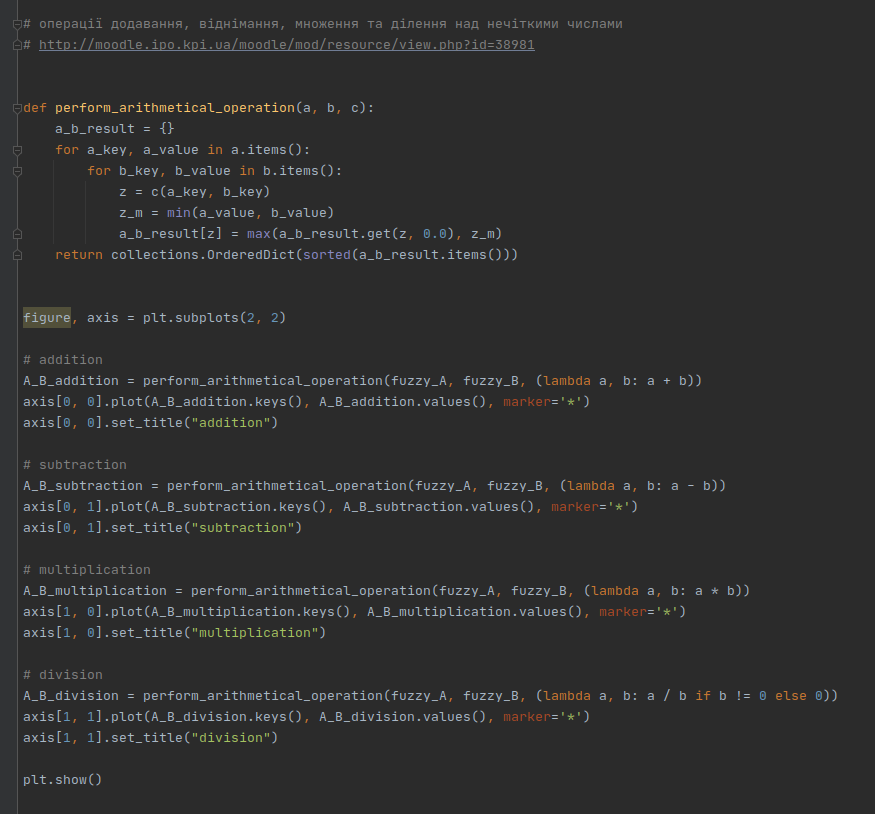 # операції додавання, віднімання, множення та ділення над нечіткими числами
# http://moodle.ipo.kpi.ua/moodle/mod/resource/view.php?id=38981
def perform_arithmetical_operation(a, b, c):
    a_b_result = {}
    for a_key, a_value in a.items():
        for b_key, b_value in b.items():
            z = c(a_key, b_key)
            z_m = min(a_value, b_value)
            a_b_result[z] = max(a_b_result.get(z, 0.0), z_m)
    return collections.OrderedDict(sorted(a_b_result.items()))
figure, axis = plt.subplots(2, 2)
# addition
A_B_addition = perform_arithmetical_operation(fuzzy_A, fuzzy_B, (lambda a, b: a + b))
axis[0, 0].plot(A_B_addition.keys(), A_B_addition.values(), marker='*')
axis[0, 0].set_title("addition")
# subtraction
A_B_subtraction = perform_arithmetical_operation(fuzzy_A, fuzzy_B, (lambda a, b: a - b))
axis[0, 1].plot(A_B_subtraction.keys(), A_B_subtraction.values(), marker='*')
axis[0, 1].set_title("subtraction")
# multiplication
A_B_multiplication = perform_arithmetical_operation(fuzzy_A, fuzzy_B, (lambda a, b: a * b))
axis[1, 0].plot(A_B_multiplication.keys(), A_B_multiplication.values(), marker='*')
axis[1, 0].set_title("multiplication")
# division
A_B_division = perform_arithmetical_operation(fuzzy_A, fuzzy_B, (lambda a, b: a / b if b != 0 else 0))
axis[1, 1].plot(A_B_division.keys(), A_B_division.values(), marker='*')
axis[1, 1].set_title("division")
plt.show()